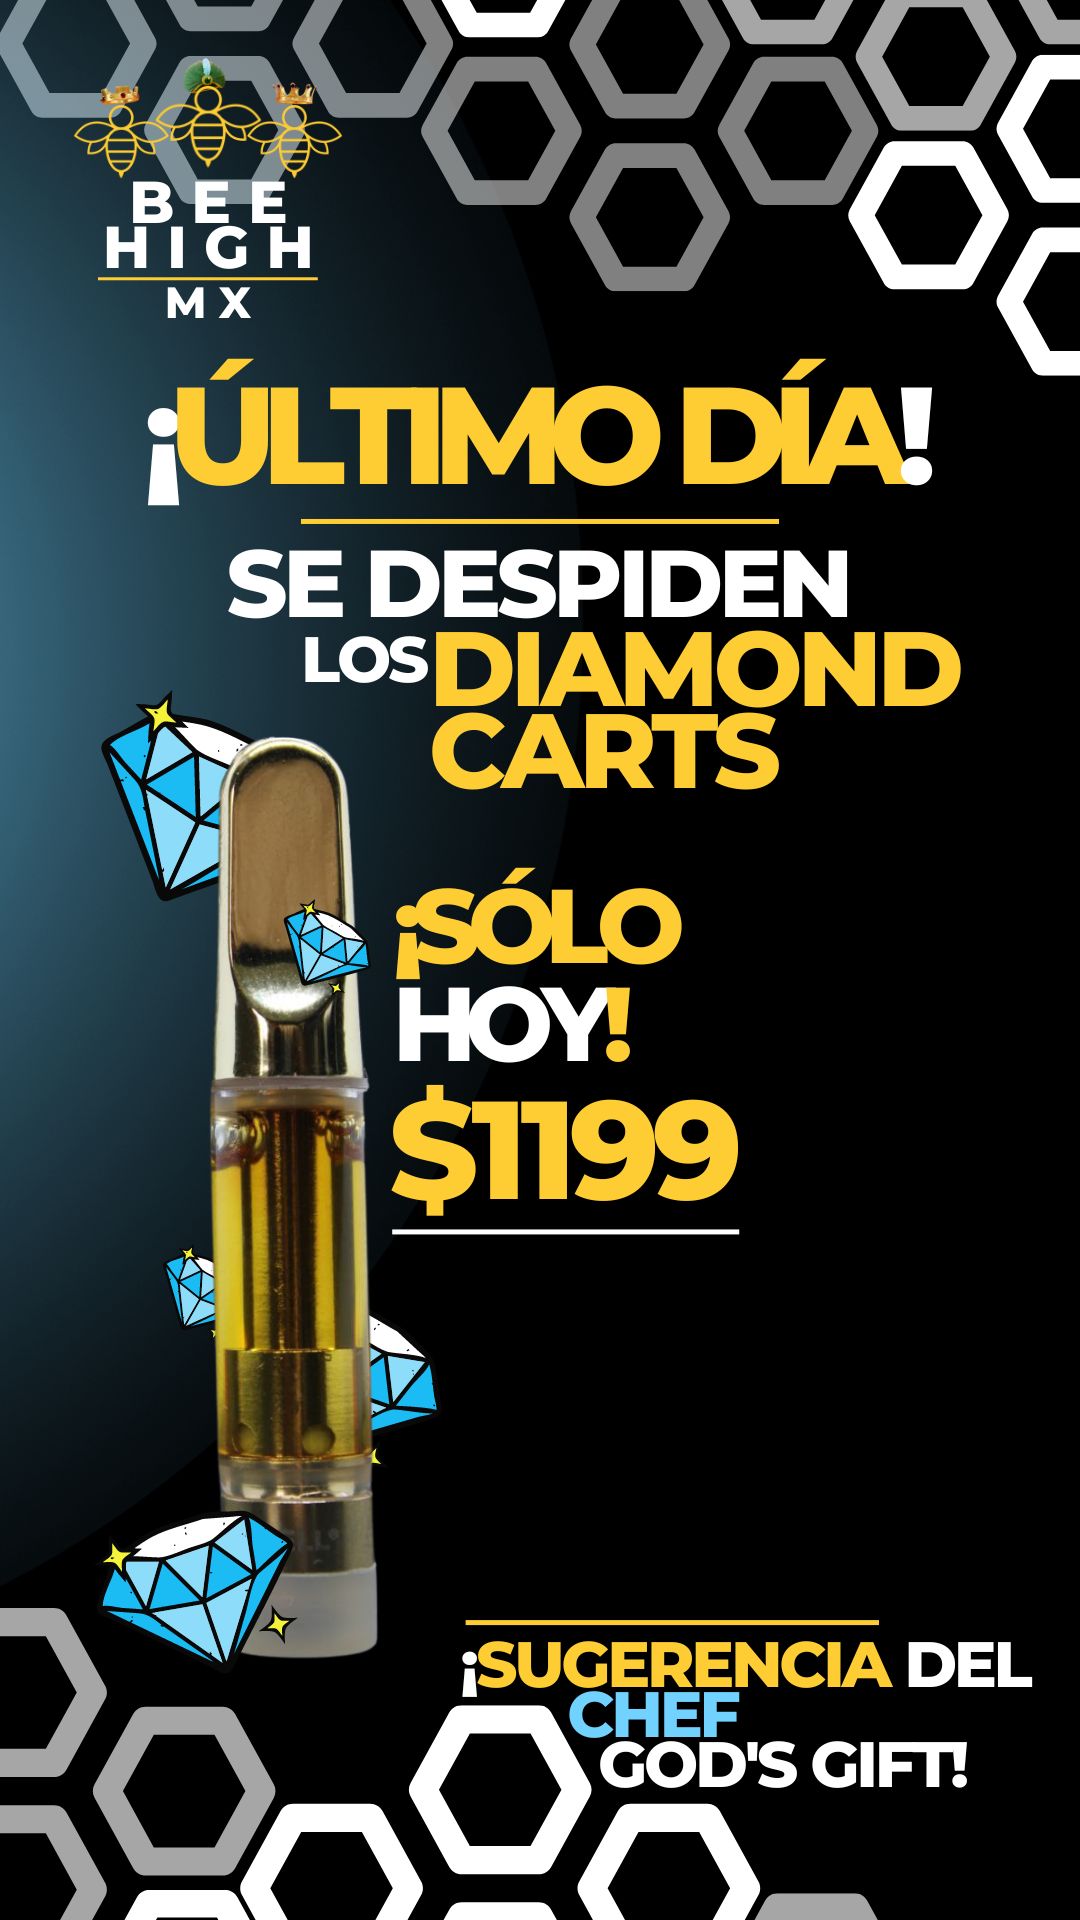 BEE
HIGH
MX
¡ÚLTIMO DÍA!
SE DESPIDEN
LOS DIAMOND
CARTS
¡SÓLO
HOY!
$1199
¡SUGERENCIA DEL
CHEF
GOD'S GIFT!